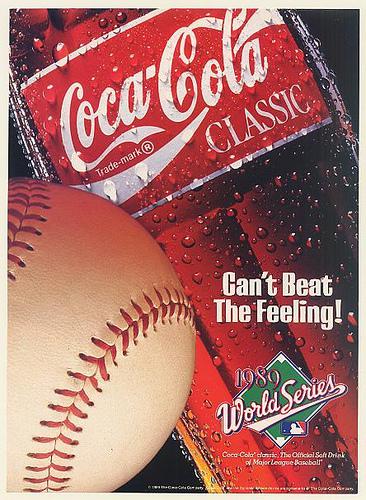 Coca-Cola
CLASSIC
Trade-mark®
Can't Beat
The Feeling!
1989
World Series
Coca-Cola® classic. The Official Soft Drink
of Major League Baseball®